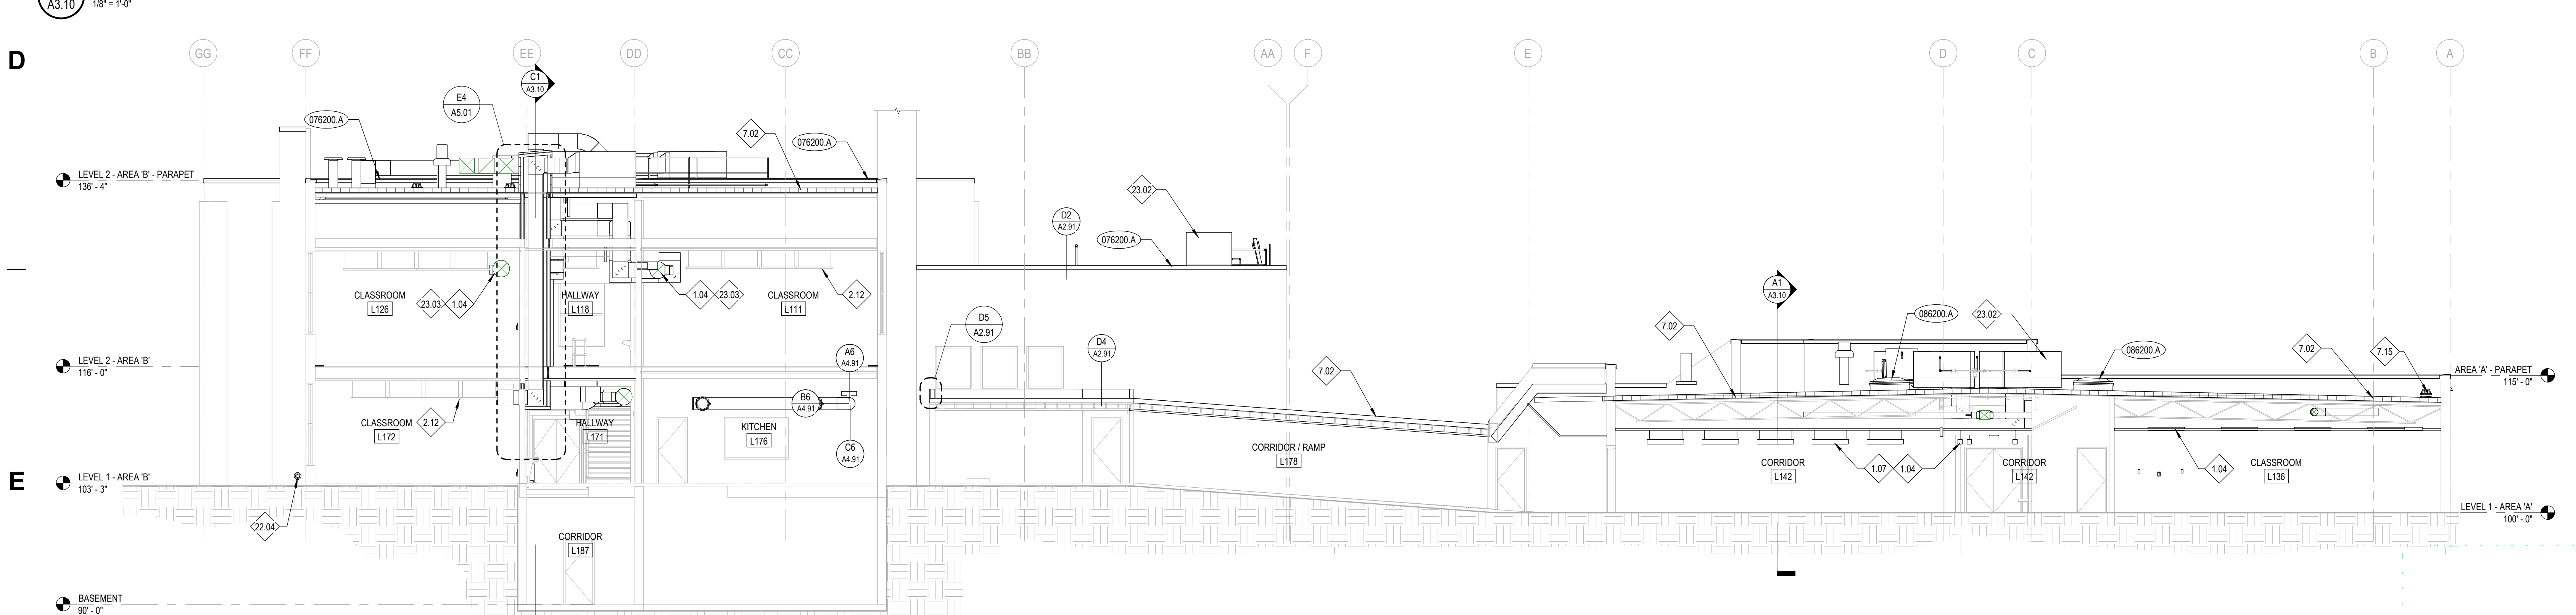 A3.10
1/8" = 1'-0"
D
GG
FF
EE
DD
CC
BB
AA
F
E
D
C
B
A
C1
A3.10
E4
A5.01
076200.A
7.02
076200.A
LEVEL 2 - AREA 'B' - PARAPET
136' - 4"
23.02
D2
A2.91
076200.A
CLASSROOM
L126
23.03
1.04
HALLWAY
L118
1.04
23.03
CLASSROOM
L111
2.12
A1
A3.10
D5
A2.91
7.02
086200.A
23.02
D4
A2.91
A6
A4.91
086200.A
7.02
7.15
LEVEL 2 - AREA 'B'
116' - 0"
7.02
AREA 'A' - PARAPET
115' - 0"
B6
A4.91
CLASSROOM
L172
2.12
HALLWAY
L171
KITCHEN
L176
C6
A4.91
CORRIDOR / RAMP
L178
CORRIDOR
L142
1.07
1.04
CORRIDOR
L142
1.04
CLASSROOM
L136
E
LEVEL 1 - AREA 'B'
103' - 3"
LEVEL 1 - AREA 'A'
100' - 0"
22.04
CORRIDOR
L187
BASEMENT
90' - 0"